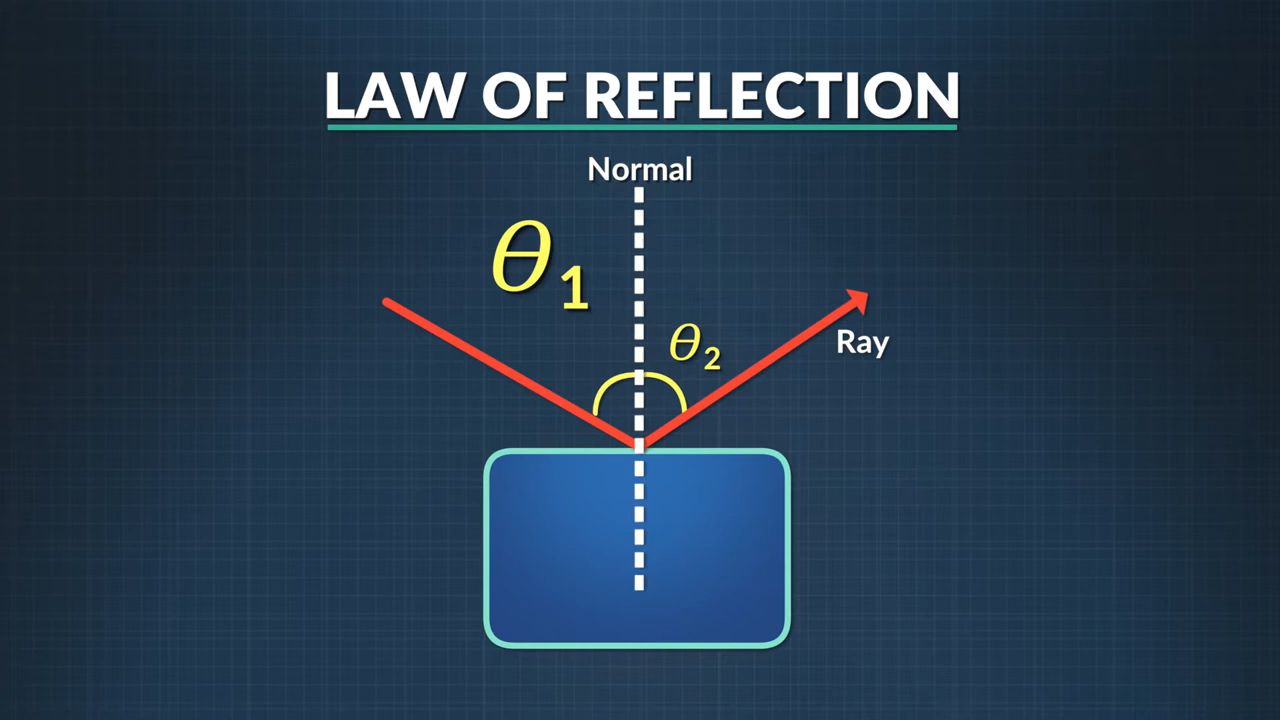 LAW OF REFLECTION
Normal
θ1
θ2
Ray